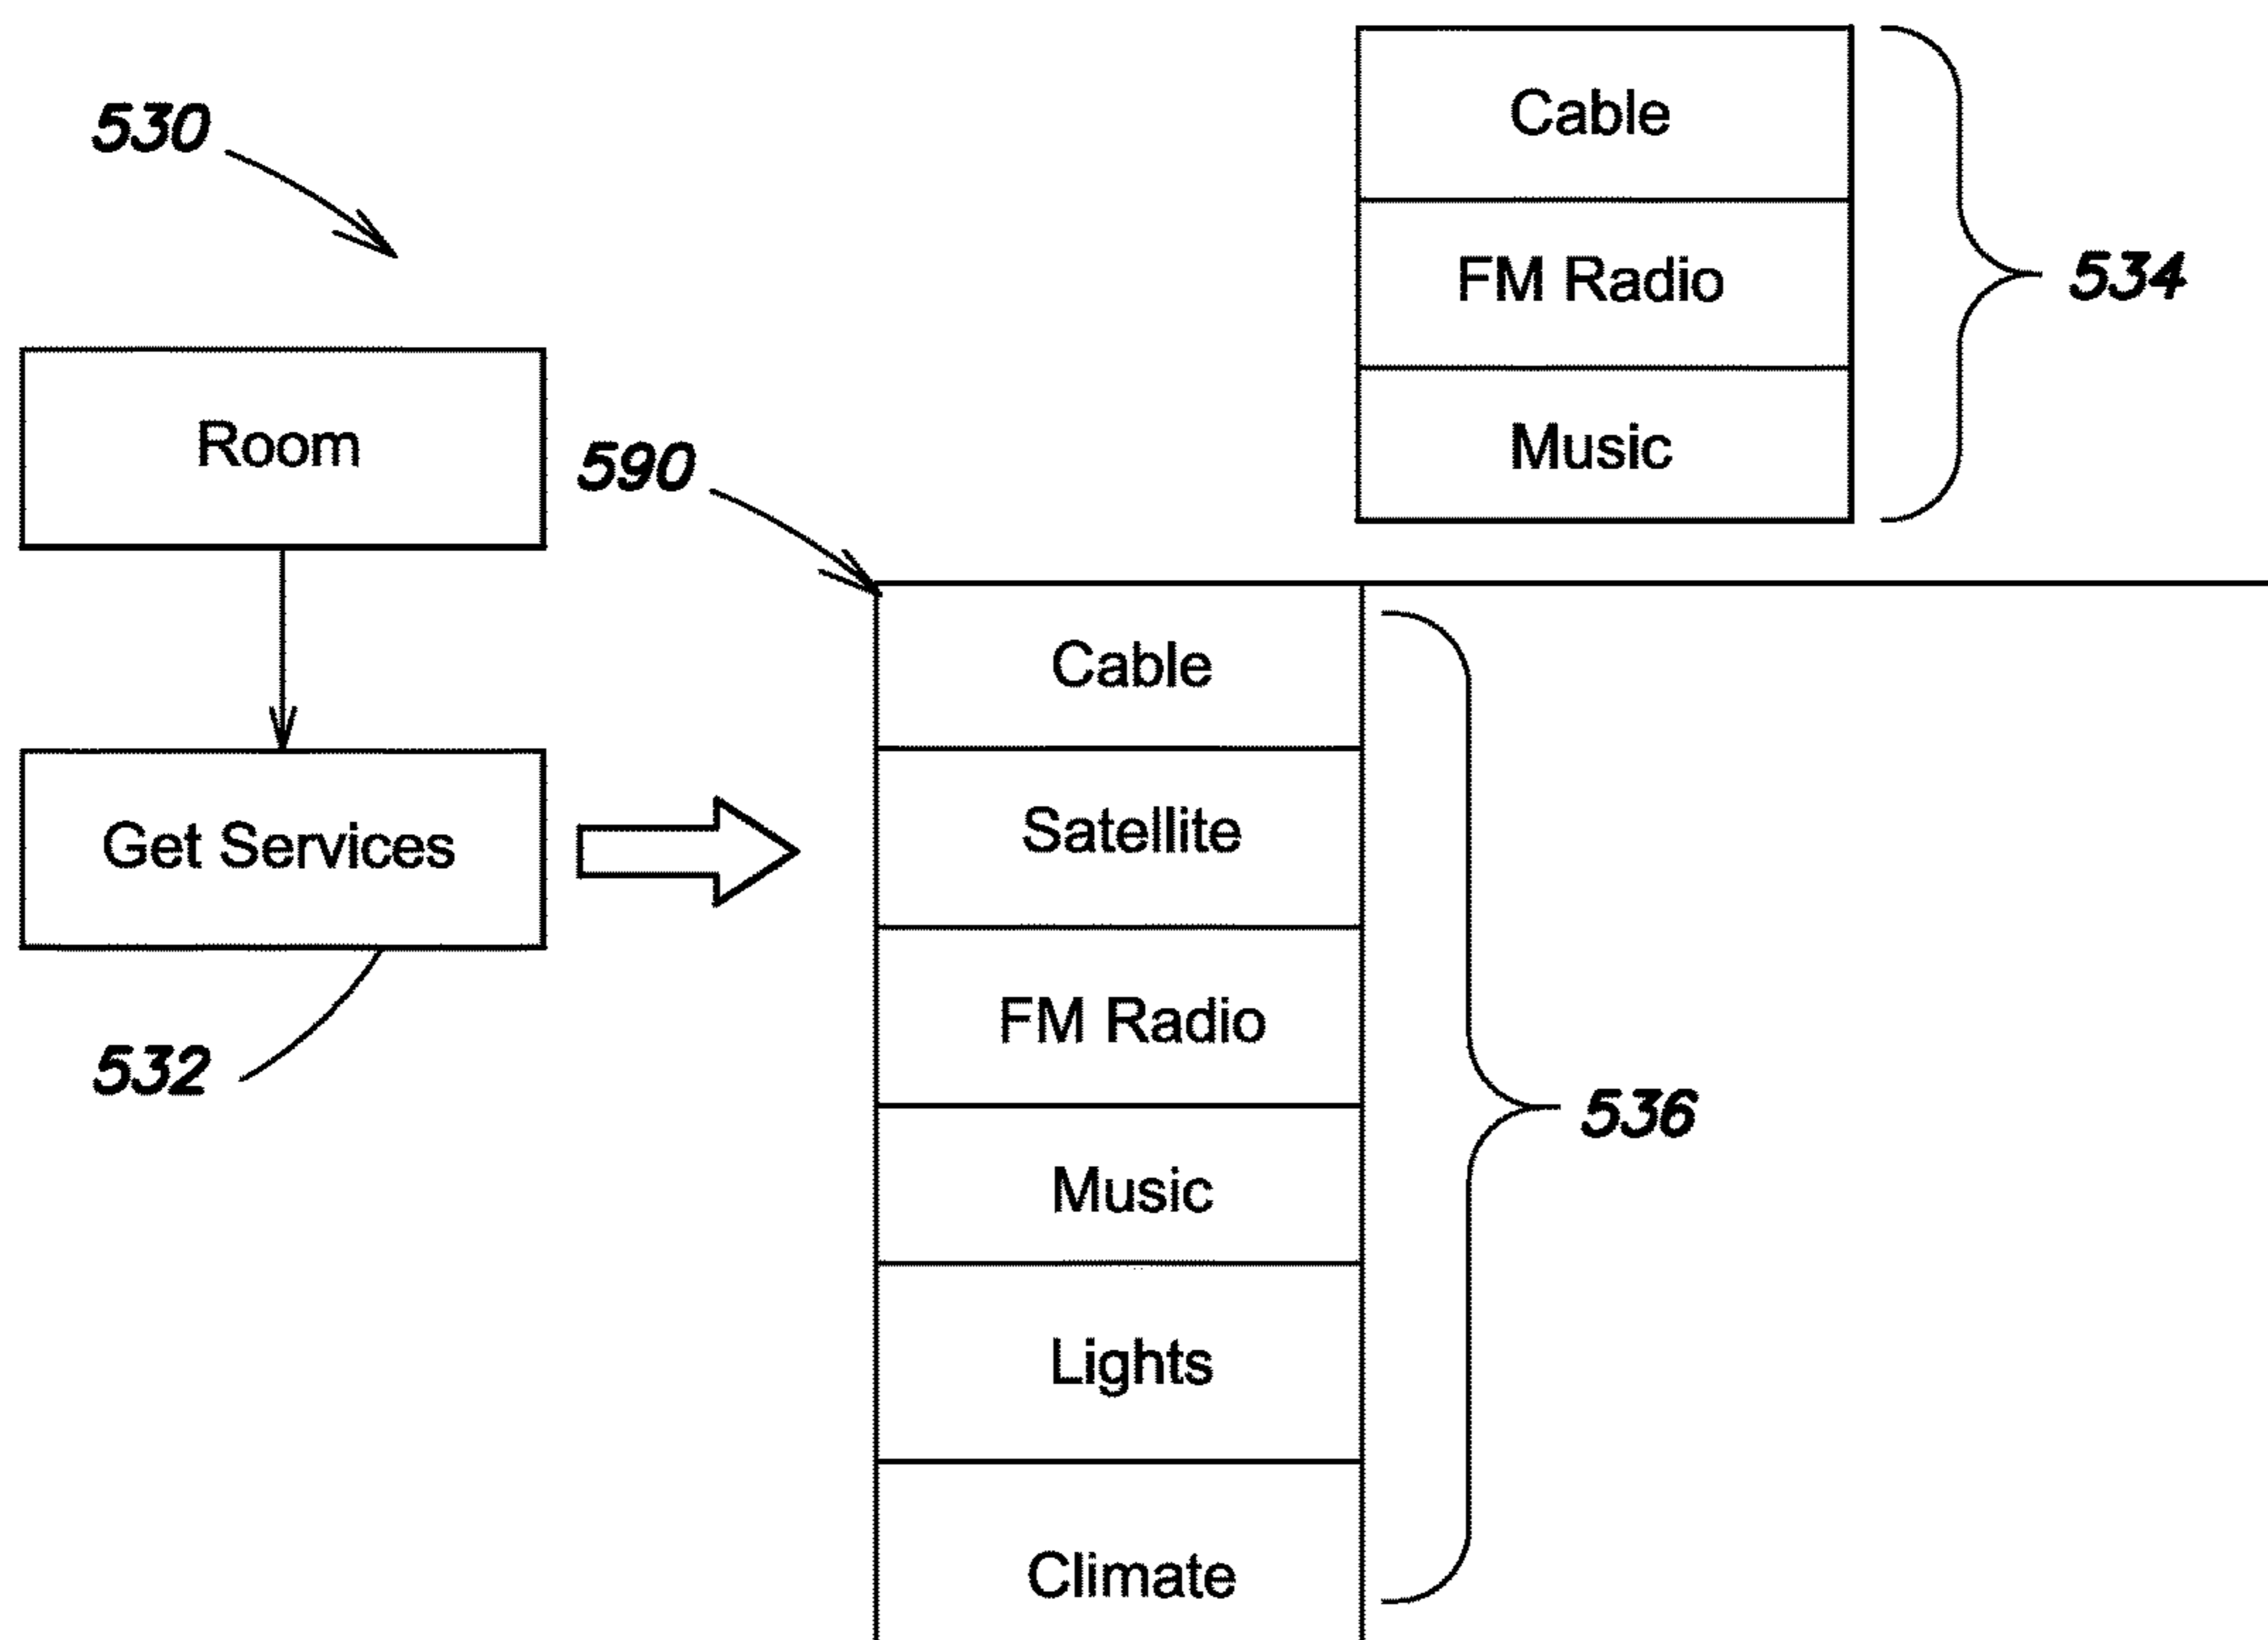 530
Cable
FM Radio
534
Room
590
Music
Cable
Get Services
Satellite
FM Radio
532
536
Music
Lights
Climate